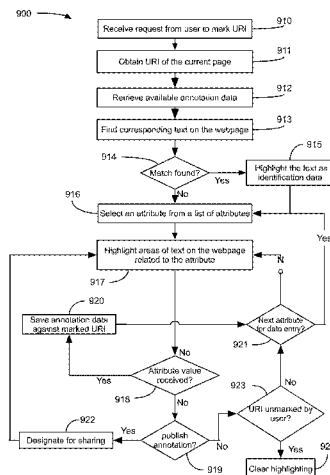 900
Receive request from user to mark URI
910
Obtain URI of the current page
911
Retrieve available annotation data
912
Find corresponding text on the webpage
913
914
Match found?
Yes
No
915
Highlight the text as
identification data
916
Select an attribute from a list of attributes
Yes
Highlight areas of text on the webpage
related to the attribute
917
N
920
Save annotation data
against marked URI
Next attribute
for data entry?
921
No
Attribute value
received?
918
Yes
No
923
No
URI unmarked by
user?
922
Designate for sharing
Yes
publish
annotation?
919
No
Yes
Clear highlighting